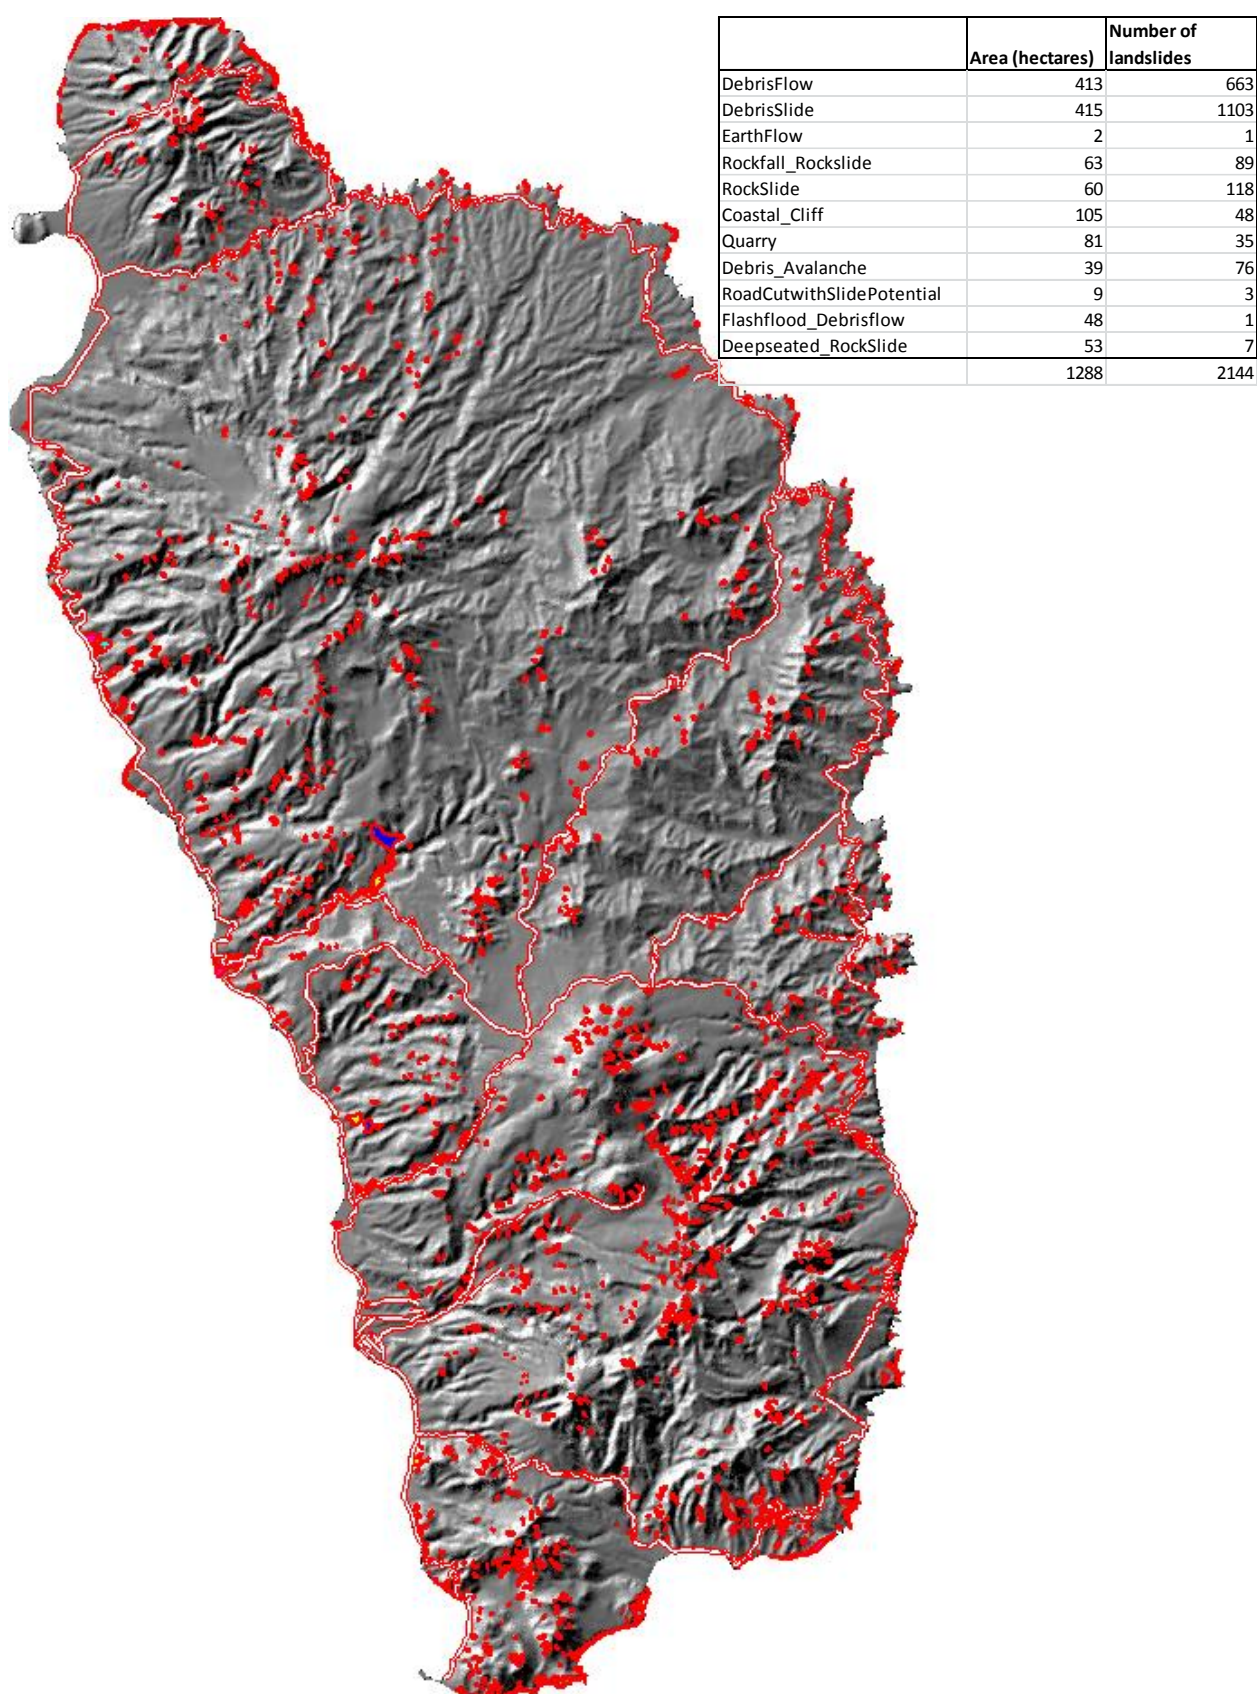 Number of
Area (hectares) landslides
DebrisFlow 413 663
DebrisSlide 415 1103
EarthFlow 2 1
Rockfall_Rockslide 63 89
RockSlide 60 118
Coastal_Cliff 105 48
Quarry 81 35
Debris_Avalanche 39 76
RoadCutwithSlidePotential 9 3
Flashflood_Debrisflow 48 1
Deepseated_RockSlide 53 7
1288 2144